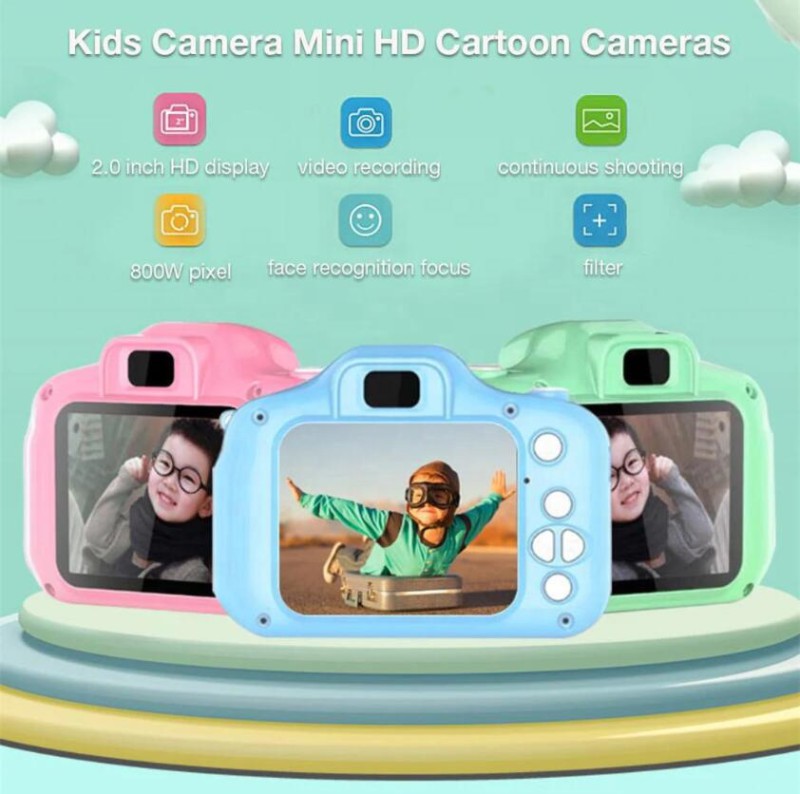 Kids Camera Mini HD Cartoon Cameras
2"
2.0 inch HD display
video recording
continuous shooting
800W pixel
face recognition focus
filter